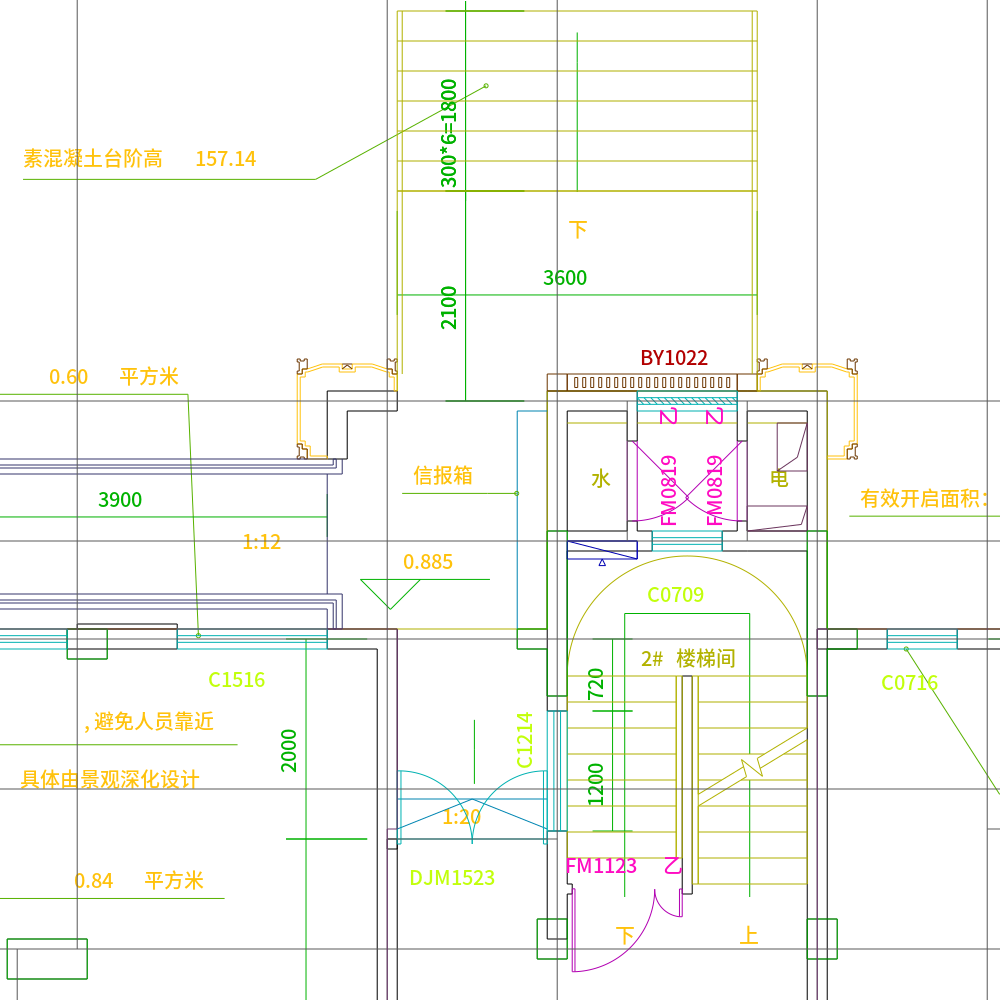 300*6=1800
素混凝土台阶高 157.14
下
3600
2100
BY1022
0.60 平方米
乙 乙
信报箱
水
FM0819
FM0819
电
3900
有效开启面积:
1:12
0.885
C0709
2# 楼梯间
C1516
720
C0716
,避免人员靠近
C1214
2000
具体由景观深化设计
1200
1:20
FM1123 乙
DJM1523
0.84 平方米
下
上